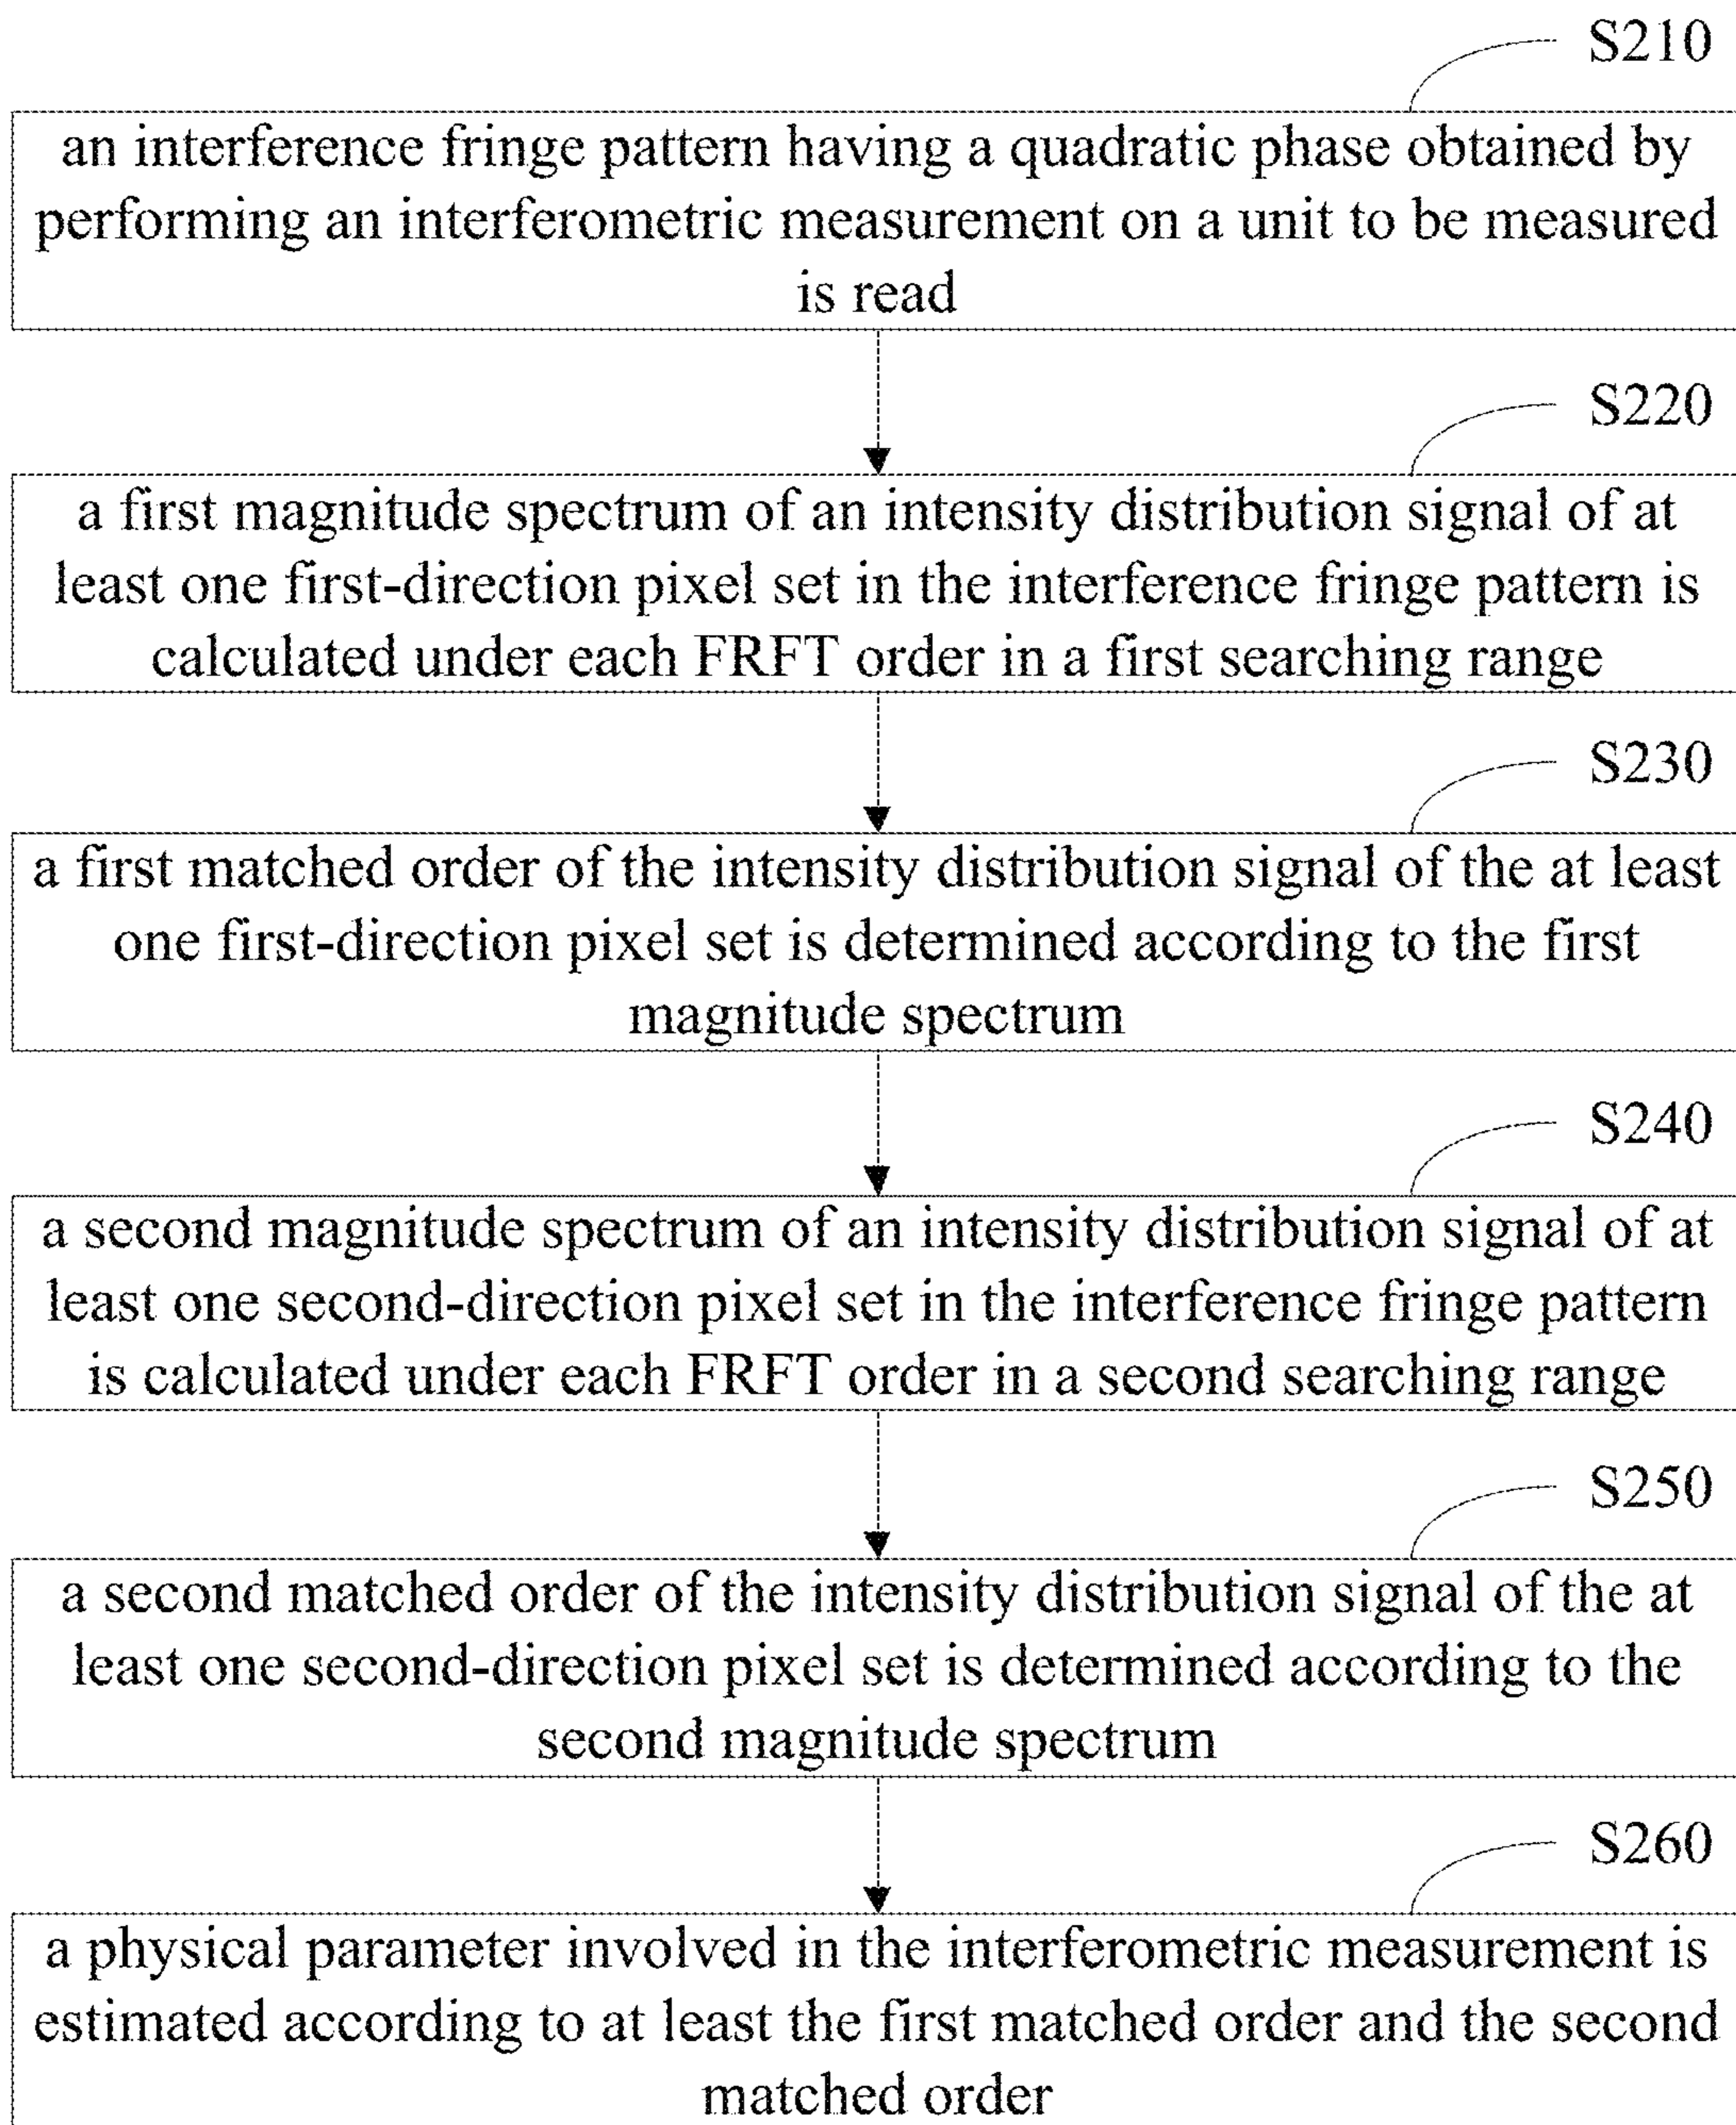 S210
an interference fringe pattern having a quadratic phase obtained by
performing an interferometric measurement on a unit to be measured
is read
S220
a first magnitude spectrum of an intensity distribution signal of at
least one first-direction pixel set in the interference fringe pattern is
calculated under each FRFT order in a first searching range
S230
a first matched order of the intensity distribution signal of the at least
one first-direction pixel set is determined according to the first
magnitude spectrum
S240
a second magnitude spectrum of an intensity distribution signal of at
least one second-direction pixel set in the interference fringe pattern
is calculated under each FRFT order in a second searching range
S250
a second matched order of the intensity distribution signal of the at
least one second-direction pixel set is determined according to the
second magnitude spectrum
S260
a physical parameter involved in the interferometric measurement is
estimated according to at least the first matched order and the second
matched order